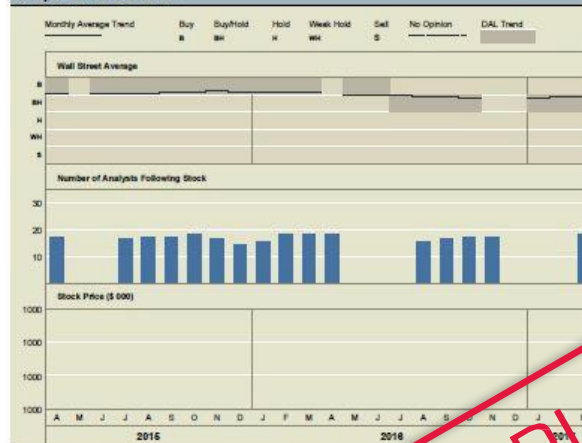 Monthly Average Trend Buy Buy/Hold Hold Weak Hold Sell No Opinion DAL Trend
B BH H WH S
Wall Street Average
B
BH
H
WH
S
Number of Analysts Following Stock
30
20
10
Stock Price ($ 000)
1000
1000
1000
1000
A M J J A S O N D J F M A M J J A S O N D J
2015 2016